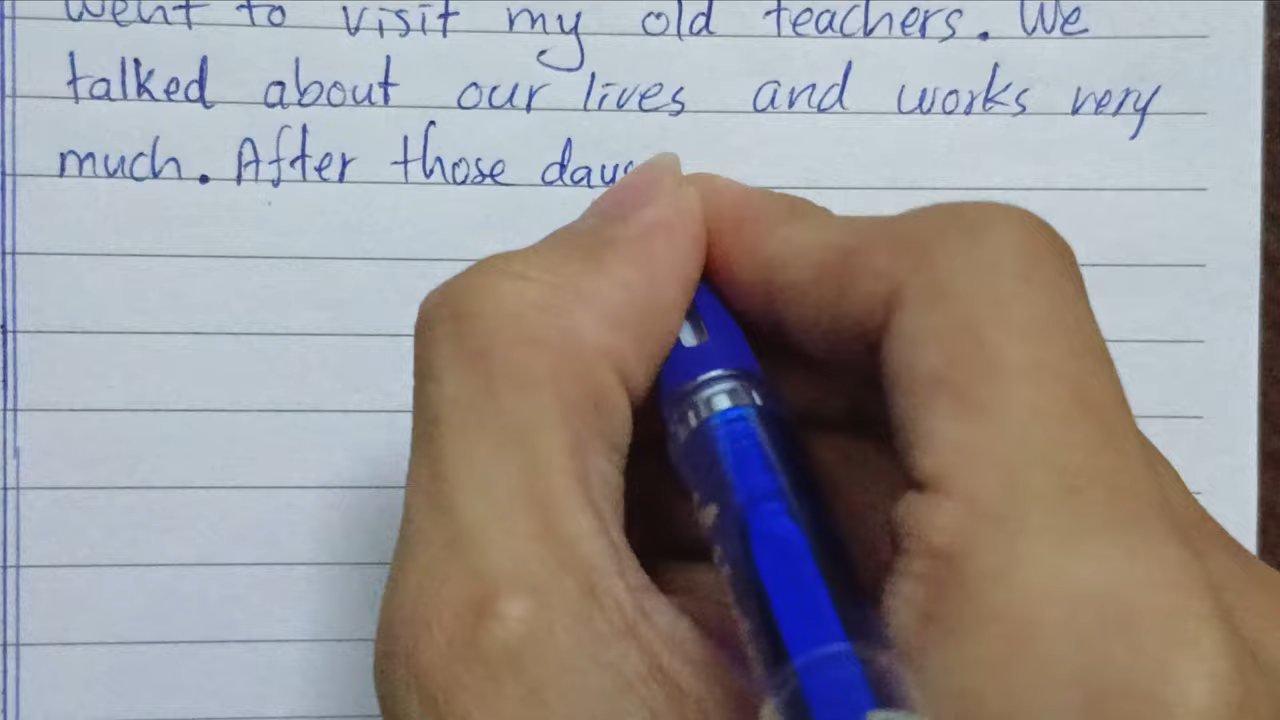 went to visit my old teachers. We
talked about our lives and works very
much. After those days